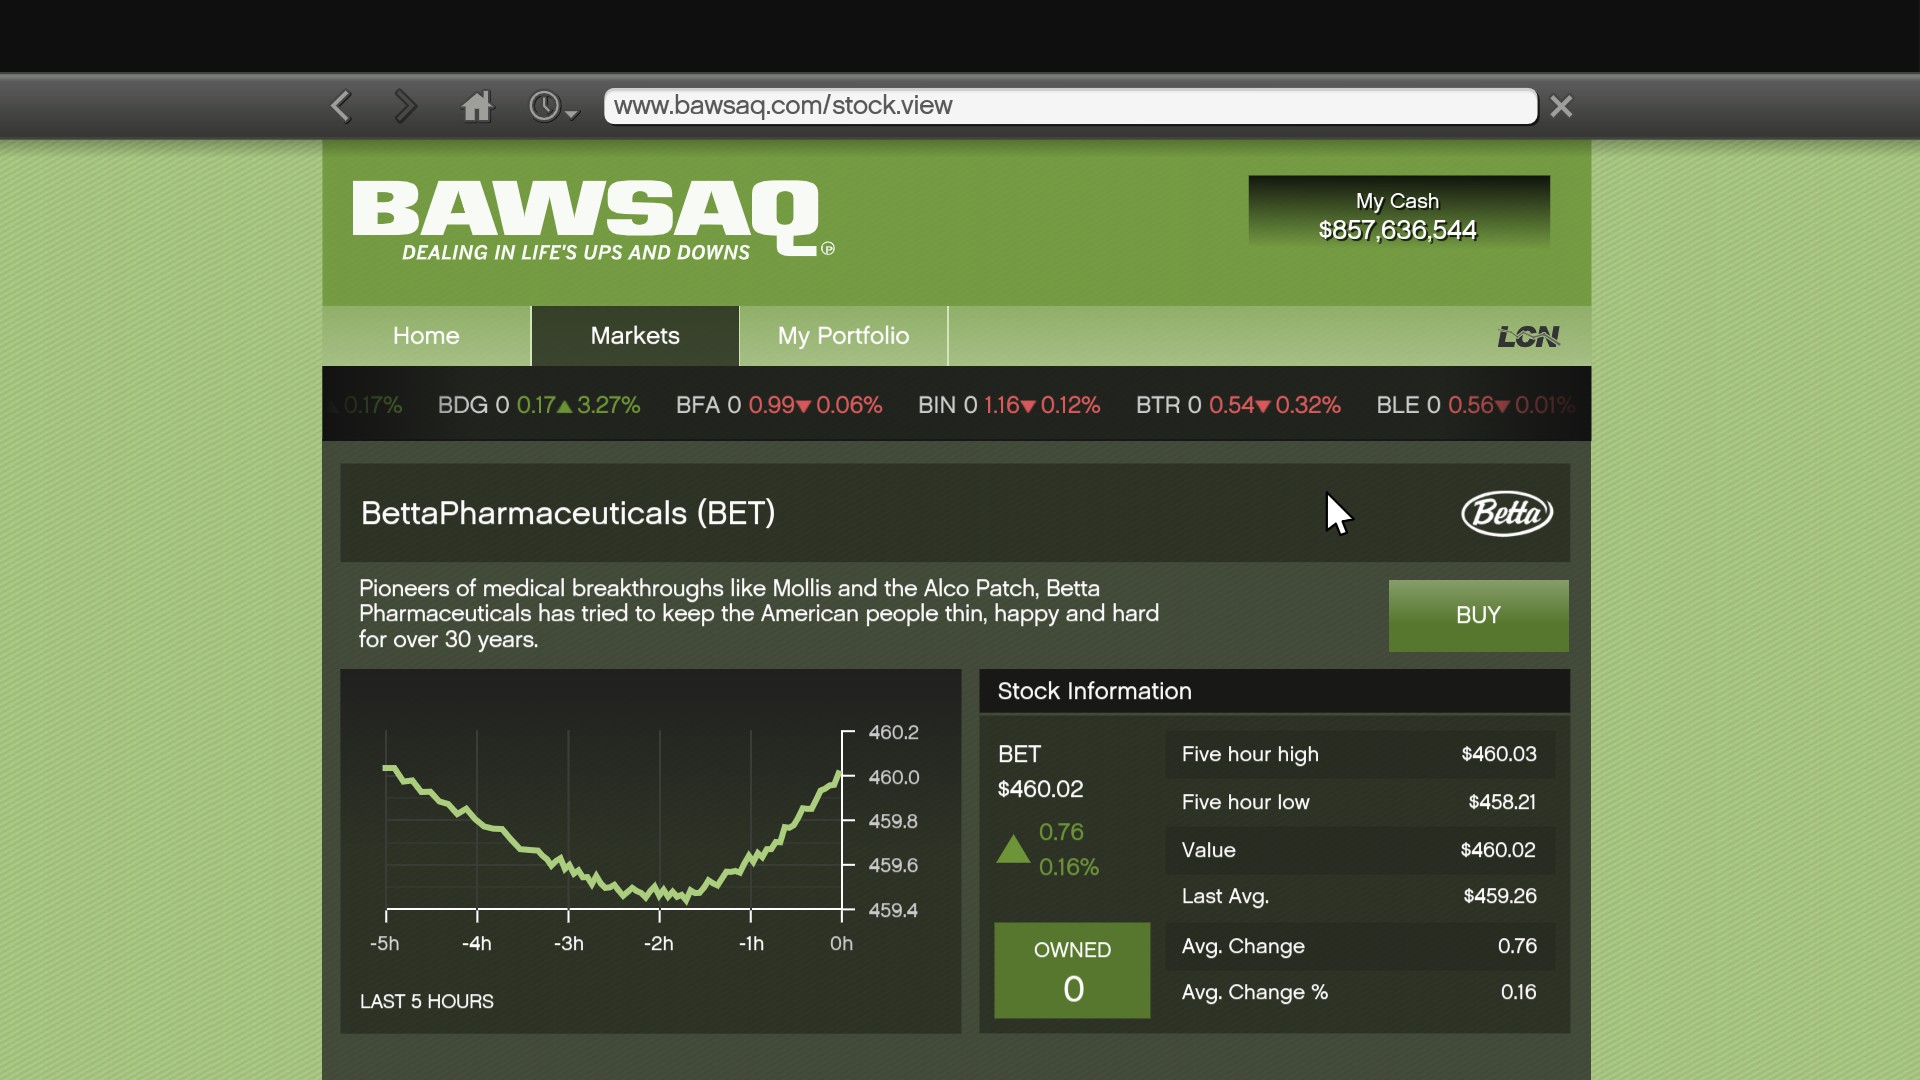 www.bawsaq.com/stock.view
BAWSAQ
DEALING IN LIFE'S UPS AND DOWNS
My Cash
$857,636,544
Home Markets My Portfolio LCN
0.17% BDG 0 0.17▲3.27% BFA 0 0.99▼0.06% BIN 0 1.16▼0.12% BTR 0 0.54▼0.32% BLE 0 0.56▼0.01%
BettaPharmaceuticals (BET) Betta
Pioneers of medical breakthroughs like Mollis and the Alco Patch, Betta
Pharmaceuticals has tried to keep the American people thin, happy and hard
for over 30 years.
BUY
460.2
460.0
459.8
459.6
459.4
-5h -4h -3h -2h -1h 0h
LAST 5 HOURS
Stock Information
BET
$460.02
▲ 0.76
0.16%
OWNED
0
Five hour high $460.03
Five hour low $458.21
Value $460.02
Last Avg. $459.26
Avg. Change 0.76
Avg. Change % 0.16